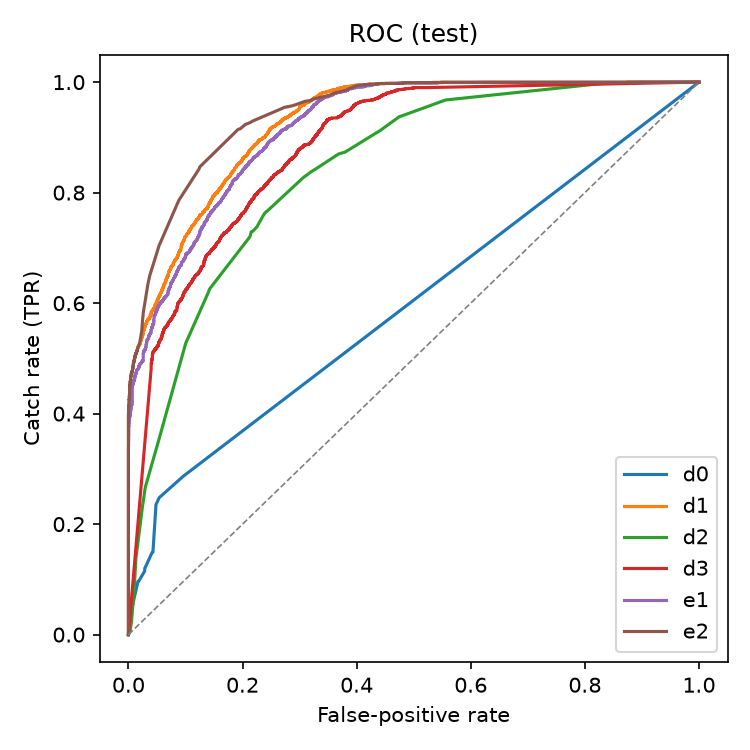 ROC (test)
Catch rate (TPR)
1.0
0.8
0.6
0.4
0.2
0.0
0.0 0.2 0.4 0.6 0.8 1.0
False-positive rate
d0
d1
d2
d3
e1
e2